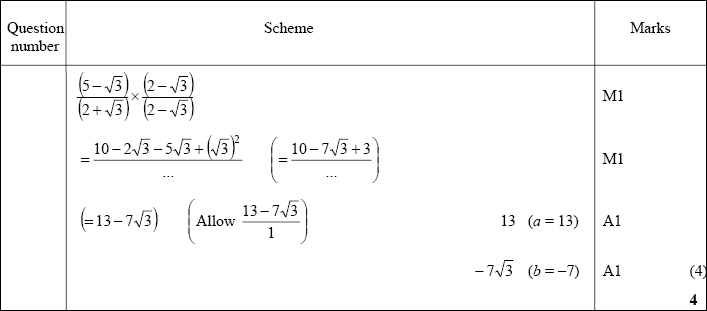 Question number Scheme Marks
(5 − √3)/(2 + √3) × (2 − √3)/(2 − √3) M1
= (10 − 2√3 − 5√3 + (√3)²)/... (= (10 − 7√3 + 3)/...) M1
(= 13 − 7√3) (Allow (13 − 7√3)/1) 13 (a = 13) A1
− 7√3 (b = −7) A1 (4)
4